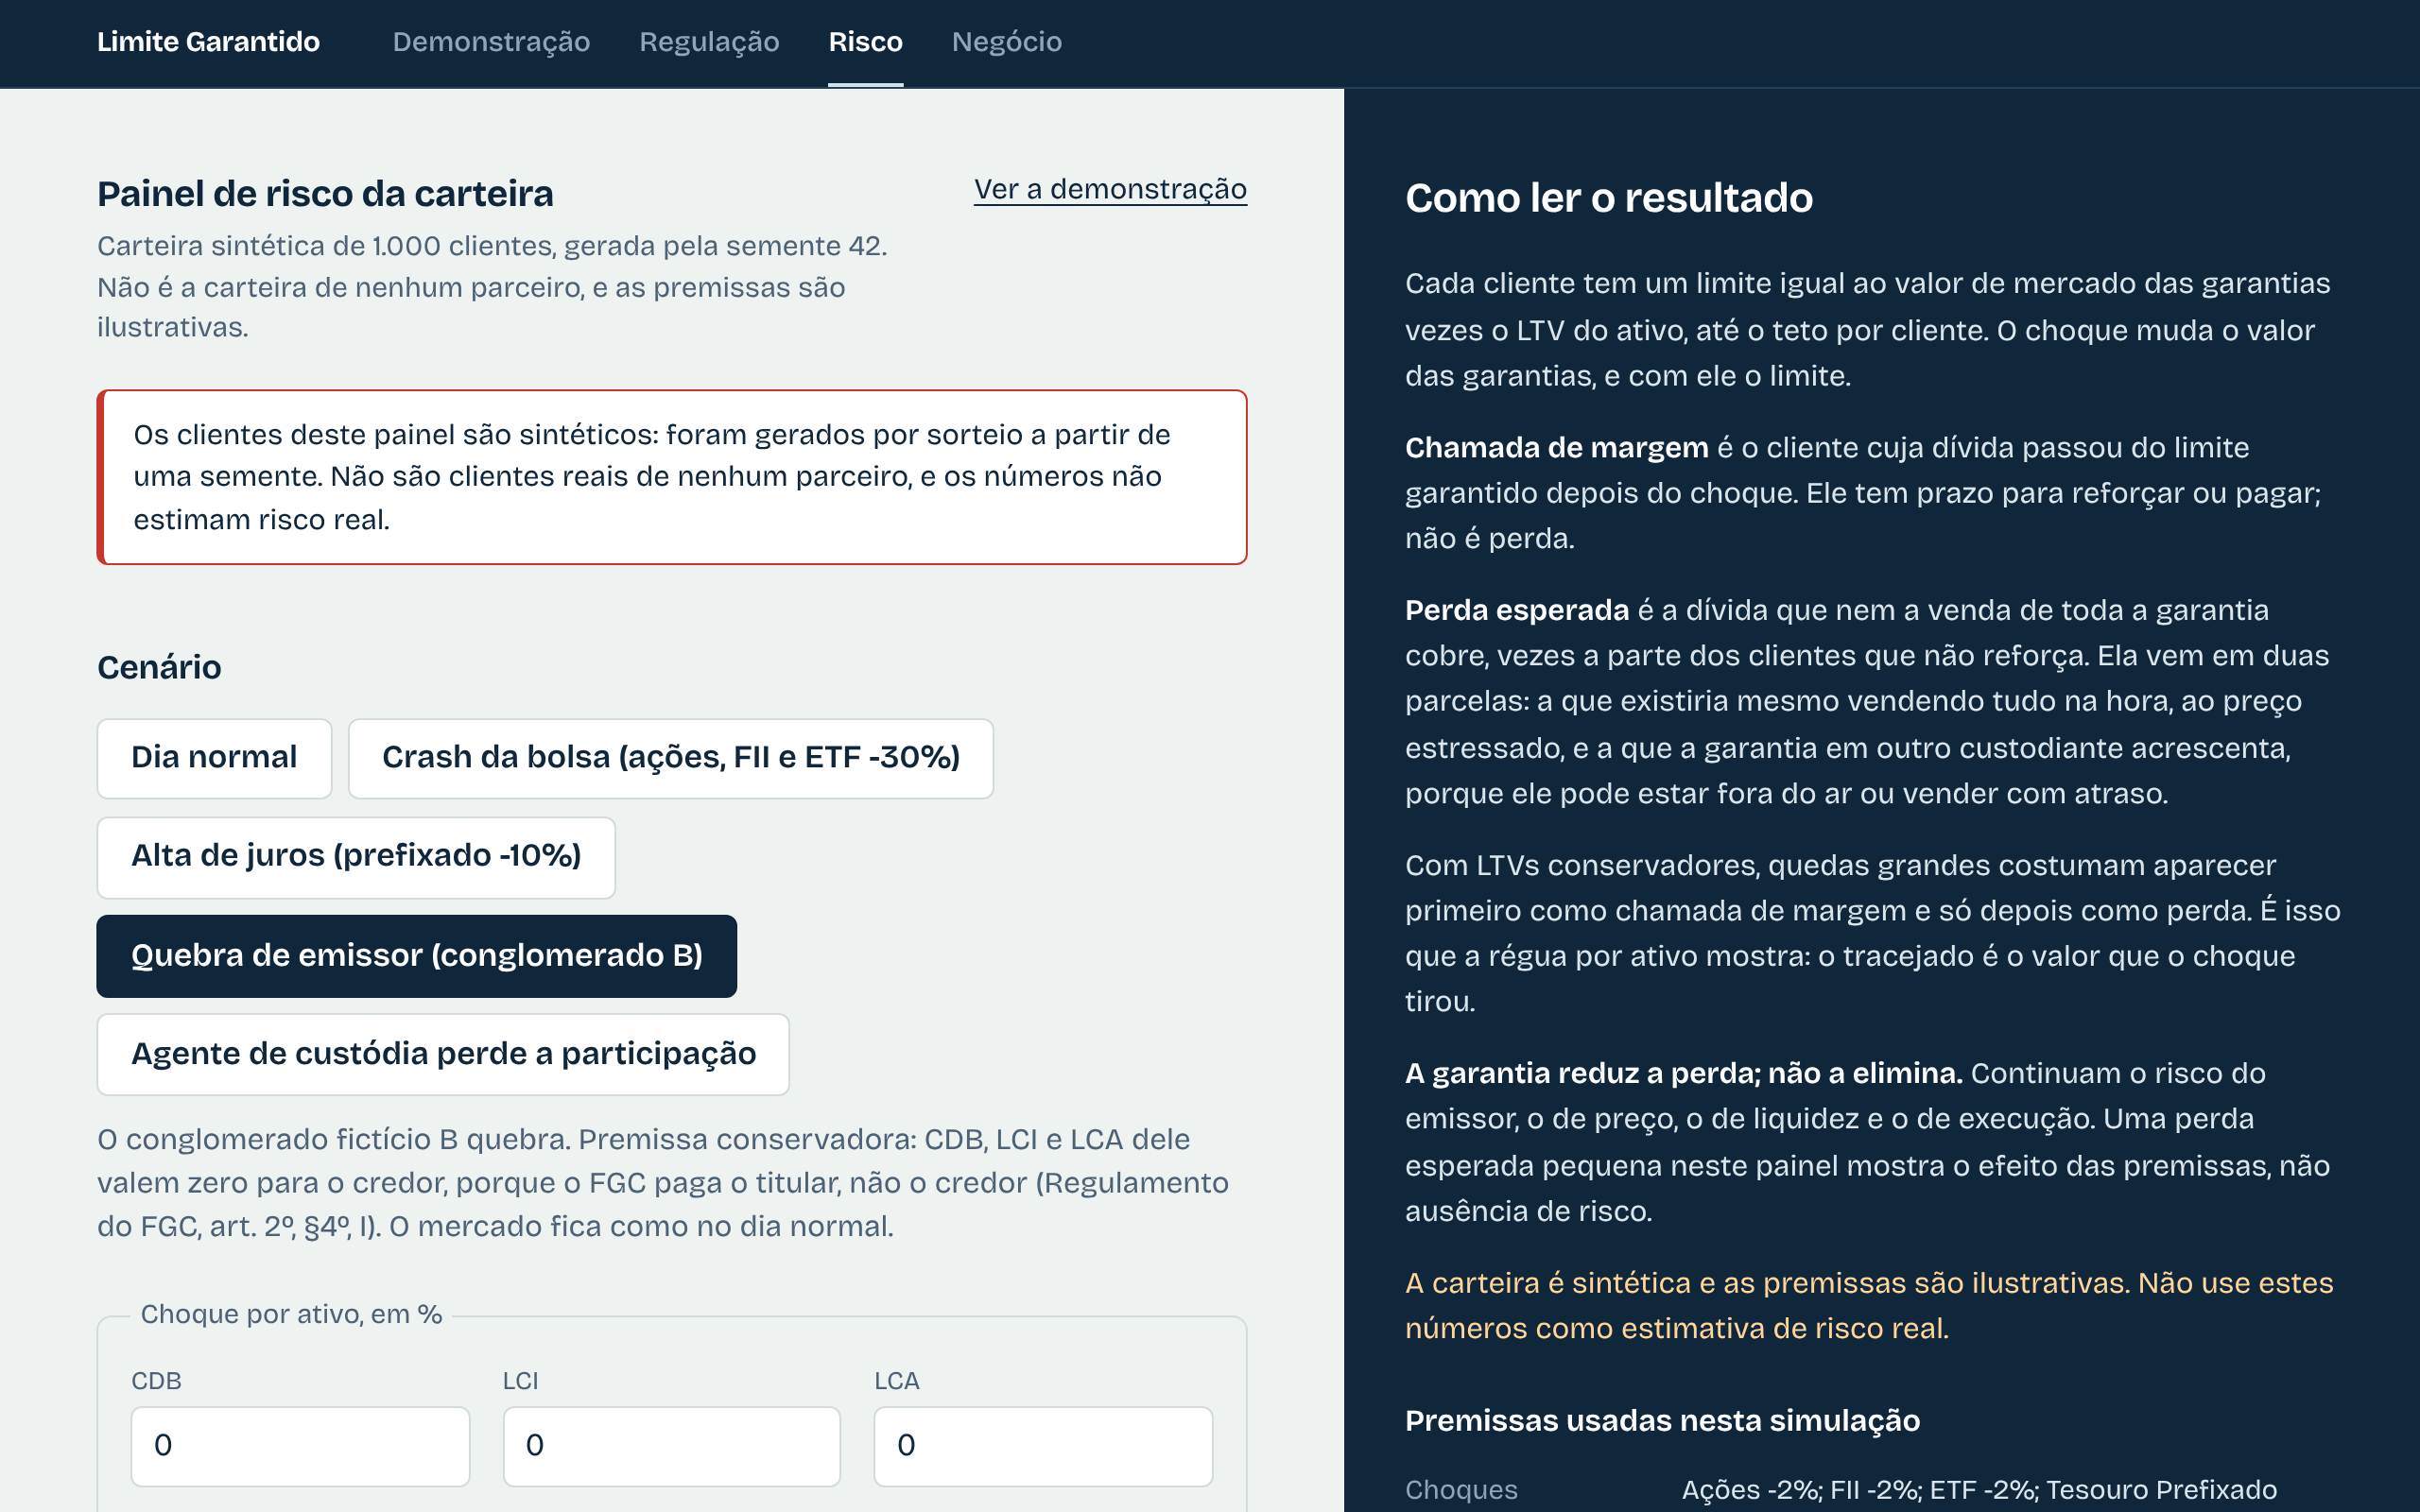 Limite Garantido
Demonstração
Regulação
Risco
Negócio
Painel de risco da carteira
Ver a demonstração
Carteira sintética de 1.000 clientes, gerada pela semente 42.
Não é a carteira de nenhum parceiro, e as premissas são
ilustrativas.
Os clientes deste painel são sintéticos: foram gerados por sorteio a partir de
uma semente. Não são clientes reais de nenhum parceiro, e os números não
estimam risco real.
Cenário
Dia normal
Crash da bolsa (ações, FII e ETF -30%)
Alta de juros (prefixado -10%)
Quebra de emissor (conglomerado B)
Agente de custódia perde a participação
O conglomerado fictício B quebra. Premissa conservadora: CDB, LCI e LCA dele
valem zero para o credor, porque o FGC paga o titular, não o credor (Regulamento
do FGC, art. 2º, §4º, I). O mercado fica como no dia normal.
Choque por ativo, em %
CDB
LCI
LCA
0
0
0
Como ler o resultado
Cada cliente tem um limite igual ao valor de mercado das garantias
vezes o LTV do ativo, até o teto por cliente. O choque muda o valor
das garantias, e com ele o limite.
Chamada de margem é o cliente cuja dívida passou do limite
garantido depois do choque. Ele tem prazo para reforçar ou pagar;
não é perda.
Perda esperada é a dívida que nem a venda de toda a garantia
cobre, vezes a parte dos clientes que não reforça. Ela vem em duas
parcelas: a que existiria mesmo vendendo tudo na hora, ao preço
estressado, e a que a garantia em outro custodiante acrescenta,
porque ele pode estar fora do ar ou vender com atraso.
Com LTVs conservadores, quedas grandes costumam aparecer
primeiro como chamada de margem e só depois como perda. É isso
que a régua por ativo mostra: o tracejado é o valor que o choque
tirou.
A garantia reduz a perda; não a elimina. Continuam o risco do
emissor, o de preço, o de liquidez e o de execução. Uma perda
esperada pequena neste painel mostra o efeito das premissas, não
ausência de risco.
A carteira é sintética e as premissas são ilustrativas. Não use estes
números como estimativa de risco real.
Premissas usadas nesta simulação
Choques
Ações -2%; FII -2%; ETF -2%; Tesouro Prefixado